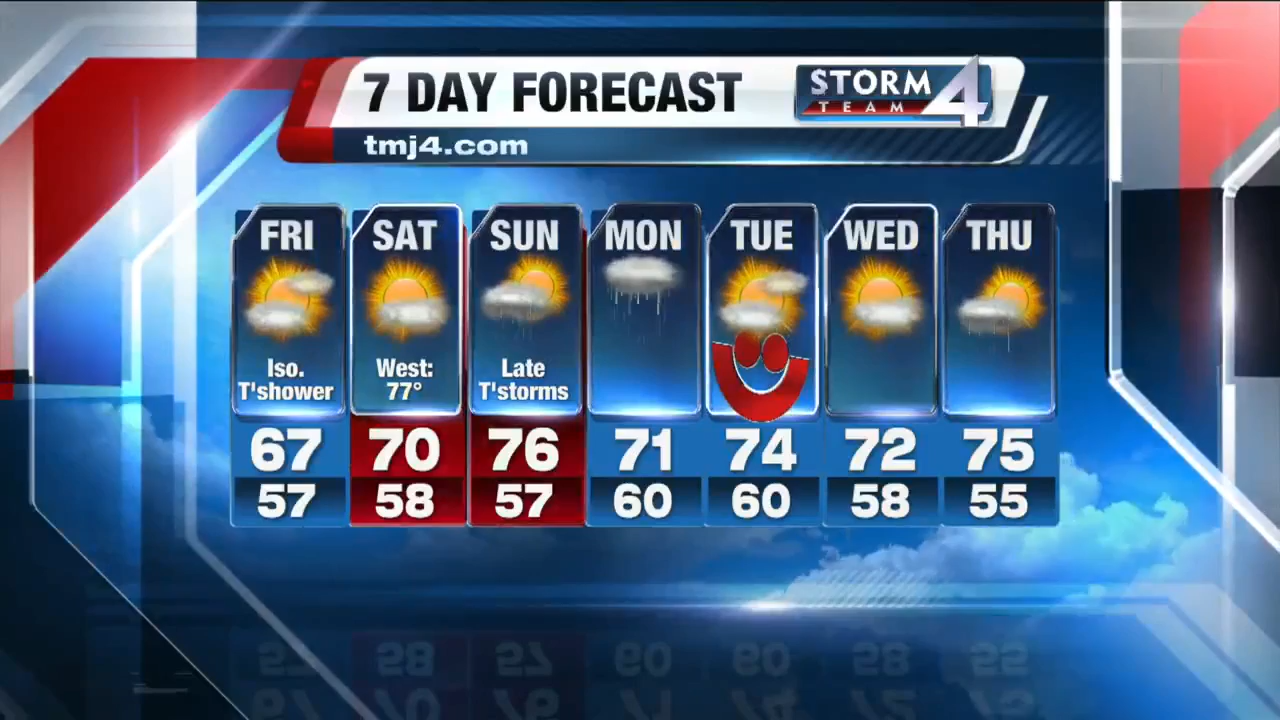 7 DAY FORECAST
STORM
TEAM 4
tmj4.com
FRI SAT SUN MON TUE WED THU
Iso. West: Late
T'shower 77° T'storms
67 70 76 71 74 72 75
57 58 57 60 60 58 55